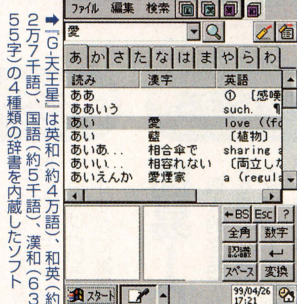 ファイル 編集 検索
愛
あ か さ た な は ま や ら わ
読み 漢字 英語
ああ ① [感嘆
ああいう such. ¶
あい 愛 love ((fo
あい 藍 [植物]
あいあ... 相合傘で sharing a
あいい... 相容れない [両立した
あいえんか 愛煙家 a (regula
←BS Esc ?
全角 数字
認識 ↵
スペース 変換
スタート
99/04/26
17:21
➡『G-天王星』は英和(約4万語)、和英(約
2万7千語)、国語(約5千語)、漢和(63
55字)の4種類の辞書を内蔵したソフト